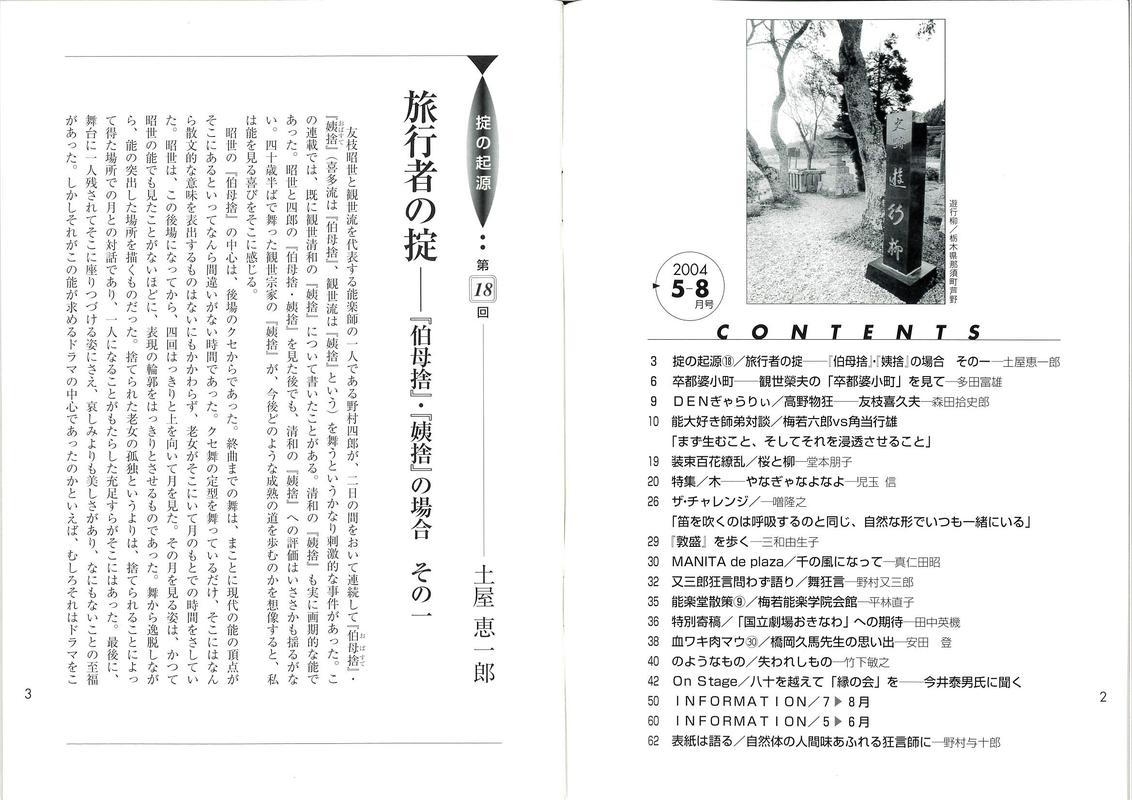 文学 遊行柳
遊行柳／栃木県那須町芦野
2004
5-8
月号
CONTENTS
3 掟の起源⑱／旅行者の掟──『伯母捨』・『姨捨』の場合 その一─土屋恵一郎
6 卒都婆小町──観世榮夫の「卒都婆小町」を見て─多田富雄
9 DENぎゃらりぃ／高野物狂──友枝喜久夫─森田拾史郎
10 能大好き師弟対談／梅若六郎vs角当行雄
「まず生むこと、そしてそれを浸透させること」
19 装束百花繚乱／桜と柳─堂本朋子
20 特集／木──やなぎゃなよなよ─児玉 信
26 ザ・チャレンジ／一噌隆之
「笛を吹くのは呼吸するのと同じ、自然な形でいつも一緒にいる」
29 『敦盛』を歩く─三和由生子
30 MANITA de plaza／千の風になって─真仁田昭
32 又三郎狂言問わず語り／舞狂言─野村又三郎
35 能楽堂散策⑨／梅若能楽学院会館─平林直子
36 特別寄稿／「国立劇場おきなわ」への期待─田中英機
38 血ワキ肉マウ㉚／橋岡久馬先生の思い出─安田 登
40 のようなもの／失われしもの─竹下敏之
42 On Stage／八十を越えて「縁の会」を──今井泰男氏に聞く
50 INFORMATION／7▶8月
60 INFORMATION／5▶6月
62 表紙は語る／自然体の人間味あふれる狂言師に─野村与十郎
2
掟の起源
第18回
土屋恵一郎
旅行者の掟──『伯母捨』・『姨捨』の場合 その一
友枝昭世と観世流を代表する能楽師の一人である野村四郎が、二日の間をおいて連続して『伯母捨』・
『姨捨』（喜多流は『伯母捨』、観世流は『姨捨』という）を舞うというかなり刺激的な事件があった。こ
の連載では、既に観世清和の『姨捨』について書いたことがある。清和の『姨捨』も実に画期的な能で
あった。昭世と四郎の『伯母捨・姨捨』を見た後でも、清和の『姨捨』への評価はいささかも揺るがな
い。四十歳半ばで舞った観世宗家の『姨捨』が、今後どのような成熟の道を歩むのかを想像すると、私
は能を見る喜びをそこに感じる。
昭世の『伯母捨』の中心は、後場のクセからであった。終曲までの舞は、まことに現代の能の頂点が
そこにあるといってなんら間違いがない時間であった。クセ舞の定型を舞っているだけ、そこにはなん
ら散文的な意味を表出するものはないにもかかわらず、老女がそこにいて月のもとでの時間をさしてい
た。昭世は、この後場になってから、四回はっきりと上を向いて月を見た。その月を見る姿は、かつて
昭世の能でも見たことがないほどに、表現の輪郭をはっきりとさせるものであった。舞から逸脱しなが
ら、能の突出した場所を描くものだった。捨てられた老女の孤独というよりは、捨てられることによっ
て得た場所での月との対話であり、一人になることがもたらした充足すらがそこにはあった。最後に、
舞台に一人残されてそこに座りつづける姿にさえ、哀しみよりも美しさがあり、なにもないことの至福
があった。しかしそれがこの能が求めるドラマの中心であったのかといえば、むしろそれはドラマをこ
3